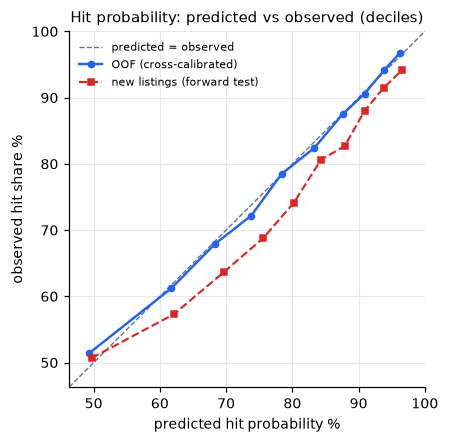 Hit probability: predicted vs observed (deciles)
predicted = observed
OOF (cross-calibrated)
new listings (forward test)
observed hit share %
100
90
80
70
60
50
50 60 70 80 90 100
predicted hit probability %